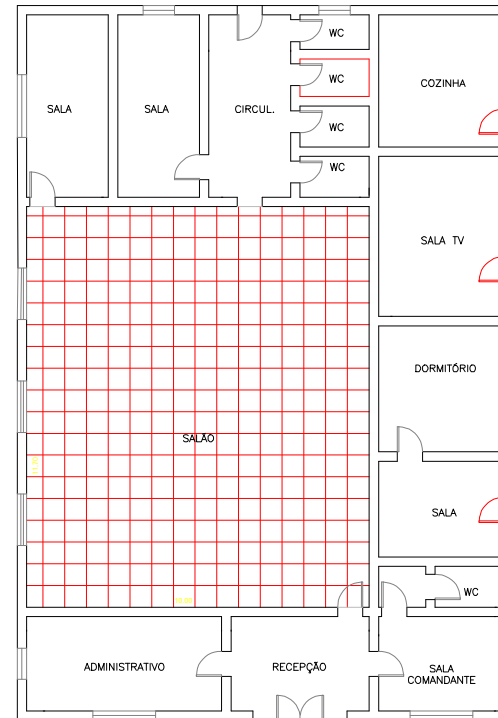 WC
WC
COZINHA
SALA
SALA
CIRCUL.
WC
WC
SALA TV
DORMITÓRIO
SALÃO
SALA
WC
ADMINISTRATIVO
RECEPÇÃO
SALA
COMANDANTE